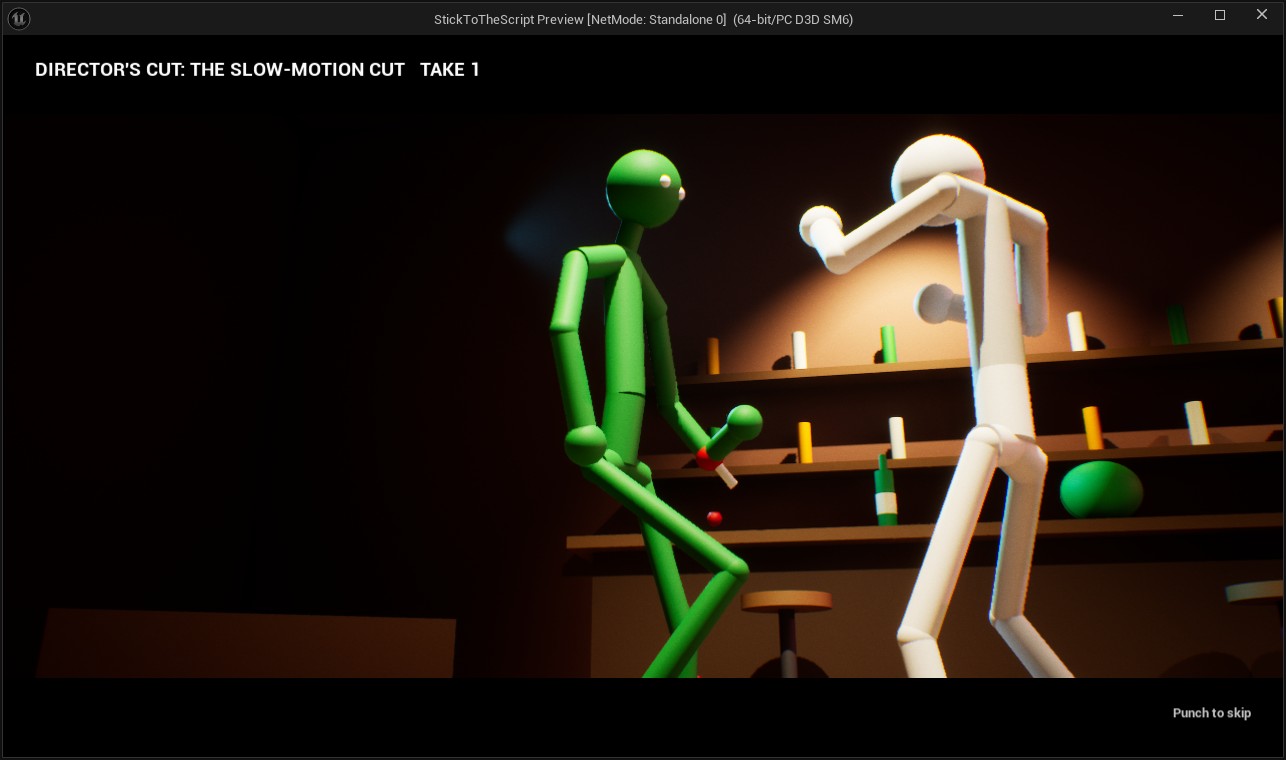 StickToTheScript Preview [NetMode: Standalone 0] (64-bit/PC D3D SM6)
DIRECTOR'S CUT: THE SLOW-MOTION CUT TAKE 1
Punch to skip